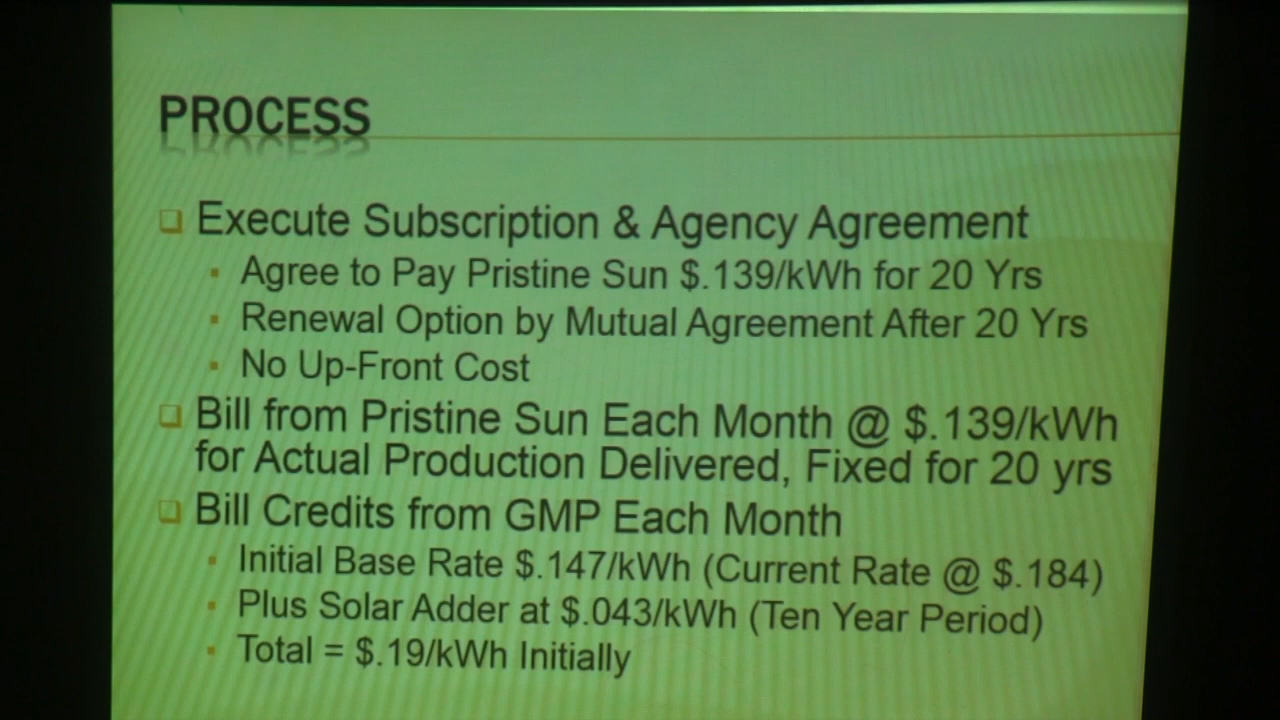 PROCESS
Execute Subscription & Agency Agreement
Agree to Pay Pristine Sun $.139/kWh for 20 Yrs
Renewal Option by Mutual Agreement After 20 Yrs
No Up-Front Cost
Bill from Pristine Sun Each Month @ $.139/kWh
for Actual Production Delivered, Fixed for 20 yrs
Bill Credits from GMP Each Month
Initial Base Rate $.147/kWh (Current Rate @ $.184)
Plus Solar Adder at $.043/kWh (Ten Year Period)
Total = $.19/kWh Initially